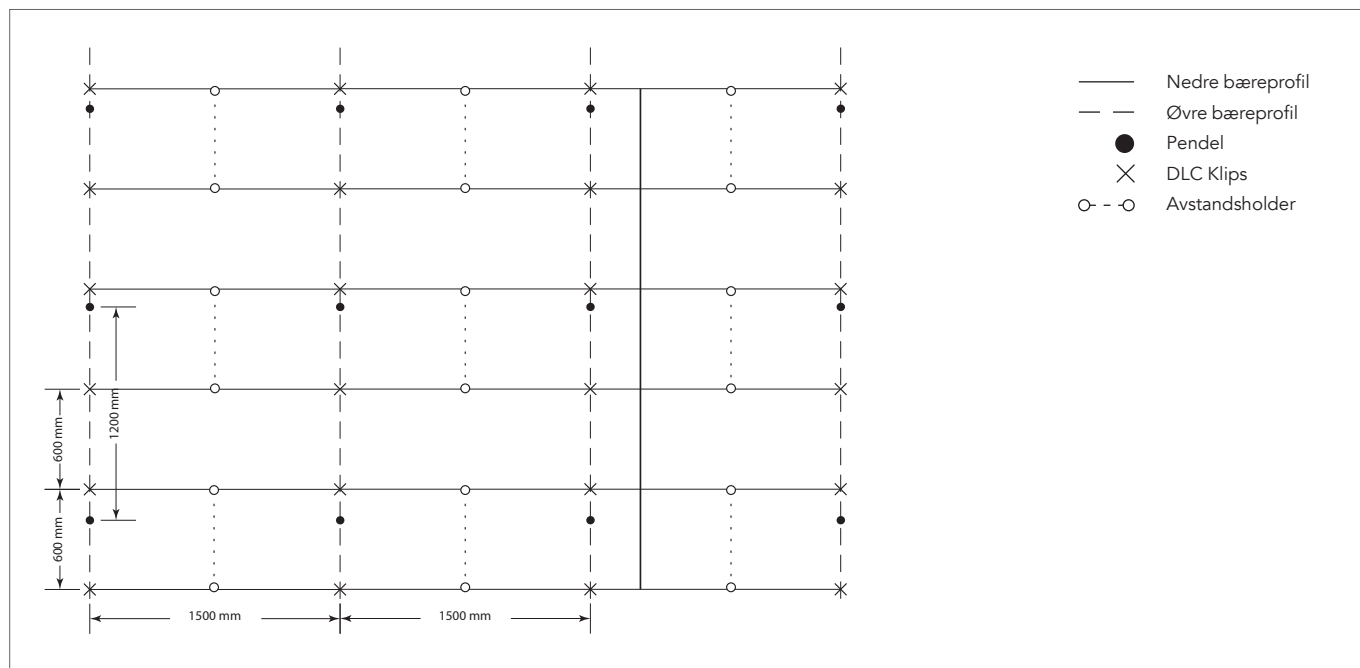 Nedre bæreprofil
Øvre bæreprofil
Pendel
DLC Klips
Avstandsholder
1200 mm
600 mm
600 mm
1500 mm
1500 mm